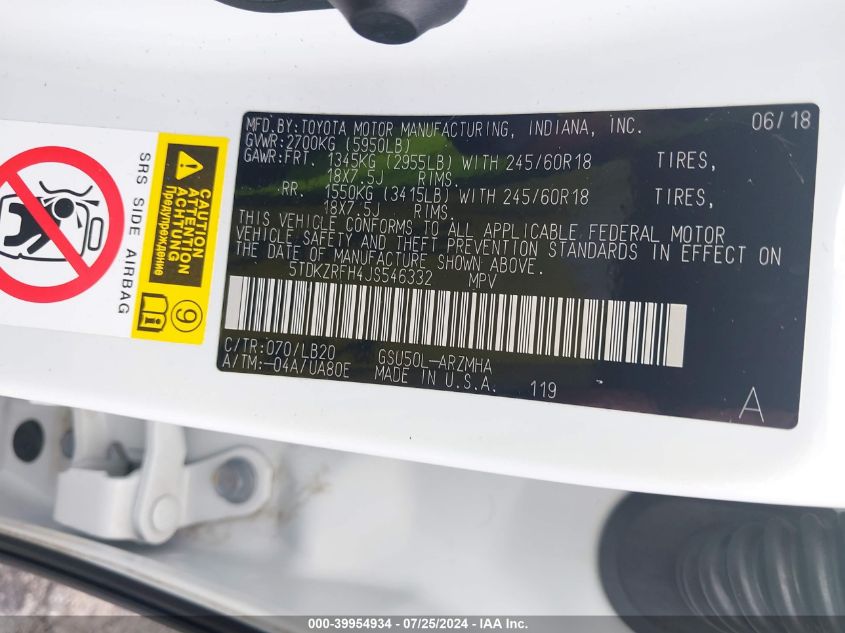 MFD.BY:TOYOTA MOTOR MANUFACTURING, INDIANA, INC. 06/18
GVWR:2700KG (5950LB)
GAWR:FRT. 1345KG (2955LB) WITH 245/60R18 TIRES,
18X7.5J RIMS.
RR. 1550KG (3415LB) WITH 245/60R18 TIRES,
18X7.5J RIMS.
THIS VEHICLE CONFORMS TO ALL APPLICABLE FEDERAL MOTOR
VEHICLE SAFETY AND THEFT PREVENTION STANDARDS IN EFFECT ON
THE DATE OF MANUFACTURE SHOWN ABOVE.
5TDKZRFH4JS546332 MPV
C/TR:070/LB20 GSU50L-ARZMHA
A/TM:-04A/UA80E MADE IN U.S.A. 119
A
CAUTION
ATTENTION
ACHTUNG
Предупреждение
9
SRS SIDE AIRBAG
000-39954934 - 07/25/2024 - IAA Inc.